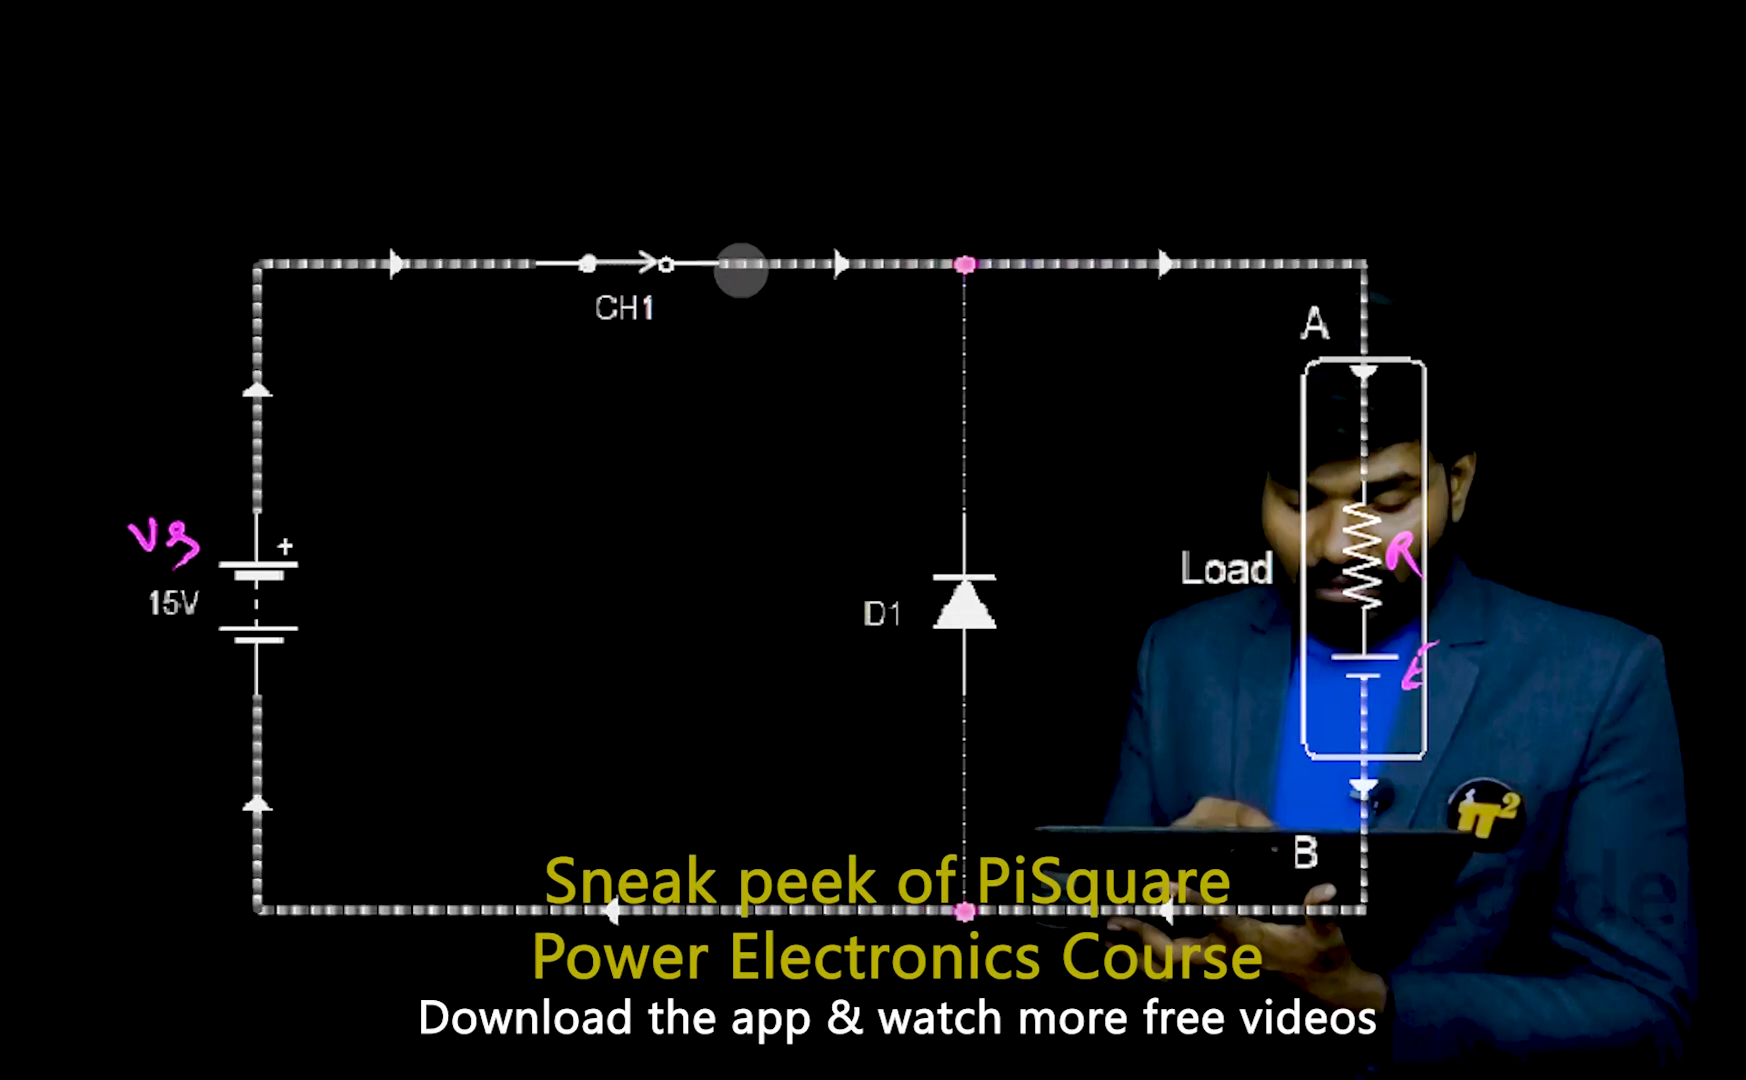 CH1
A
Vs
+
15V
D1
Load
R
E
π2
B
Sneak peek of PiSquare
Power Electronics Course
Download the app & watch more free videos